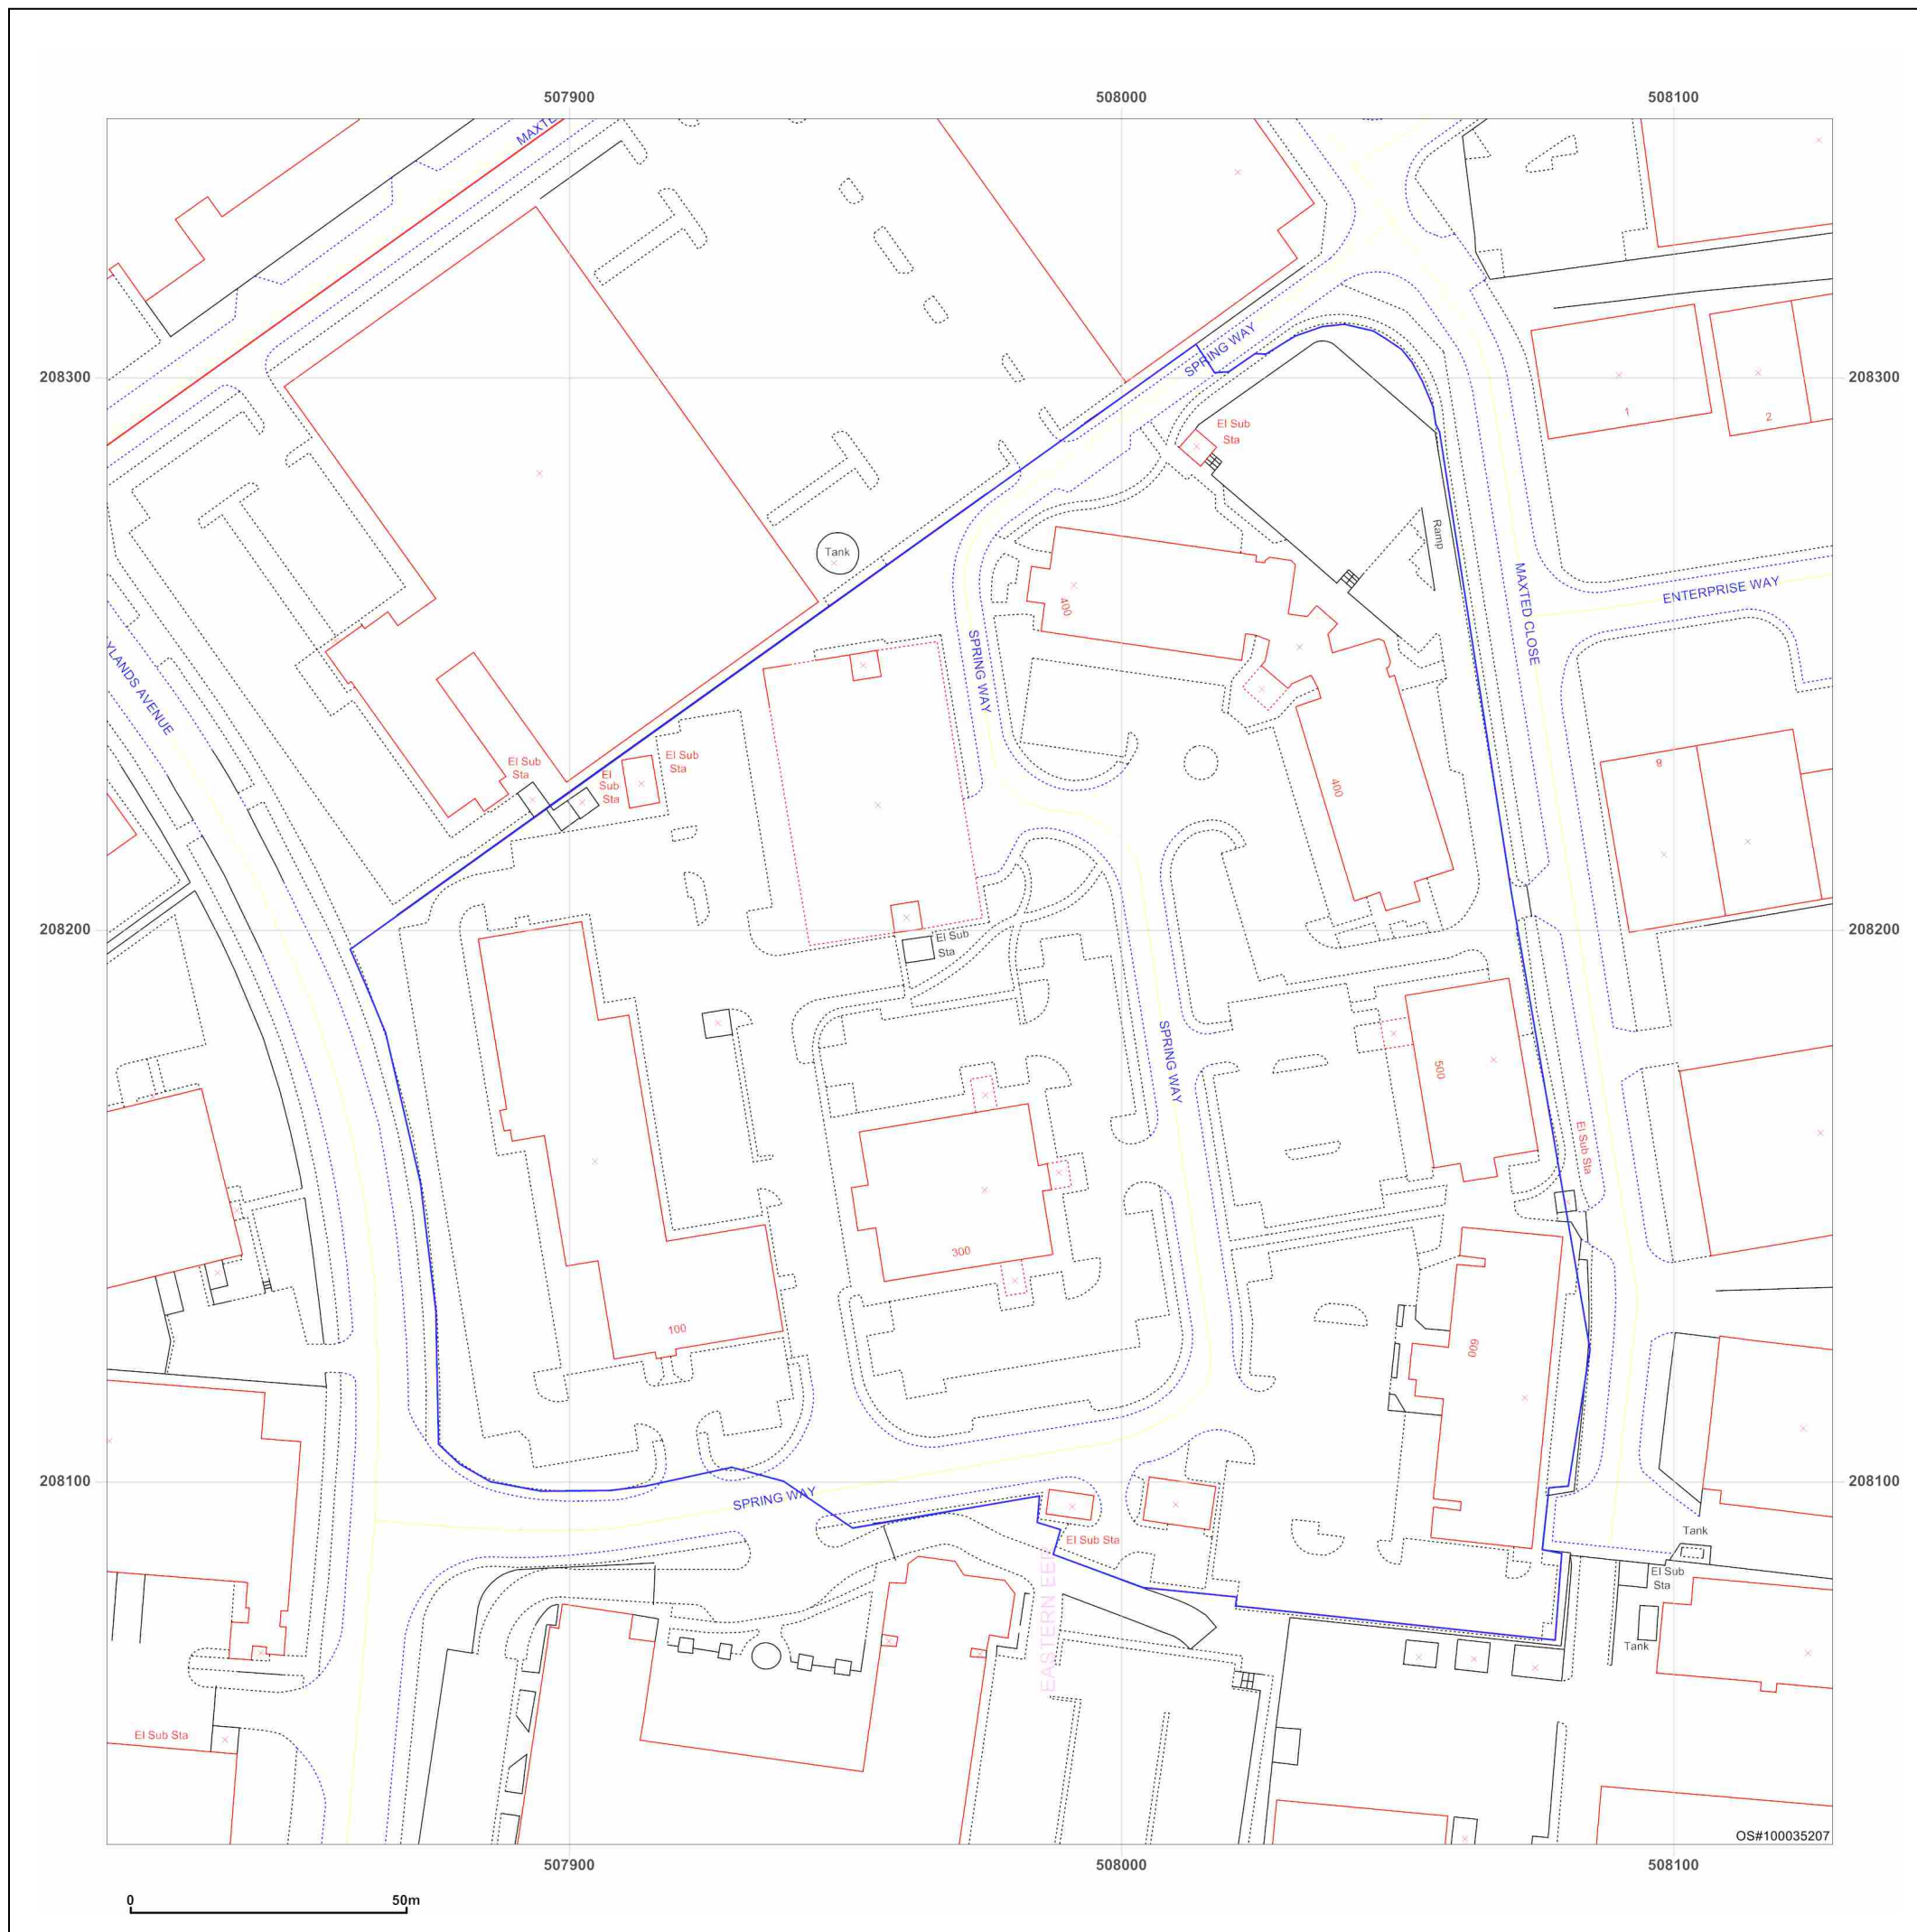 507900
508000
508100
MAXTE
208300
208300
SPRING WAY
El Sub
Sta
1
2
Ramp
Tank
MAXTED CLOSE
ENTERPRISE WAY
400
SPRING WAY
YLANDS AVENUE
El Sub
Sta
El
Sub
Sta
El Sub
Sta
400
9
208200
208200
El Sub
Sta
SPRING WAY
500
El Sub Sta
300
100
600
208100
208100
SPRING WAY
El Sub Sta
EASTERN EER
Tank
El Sub
Sta
Tank
El Sub Sta
OS#100035207
507900
508000
508100
0
50m